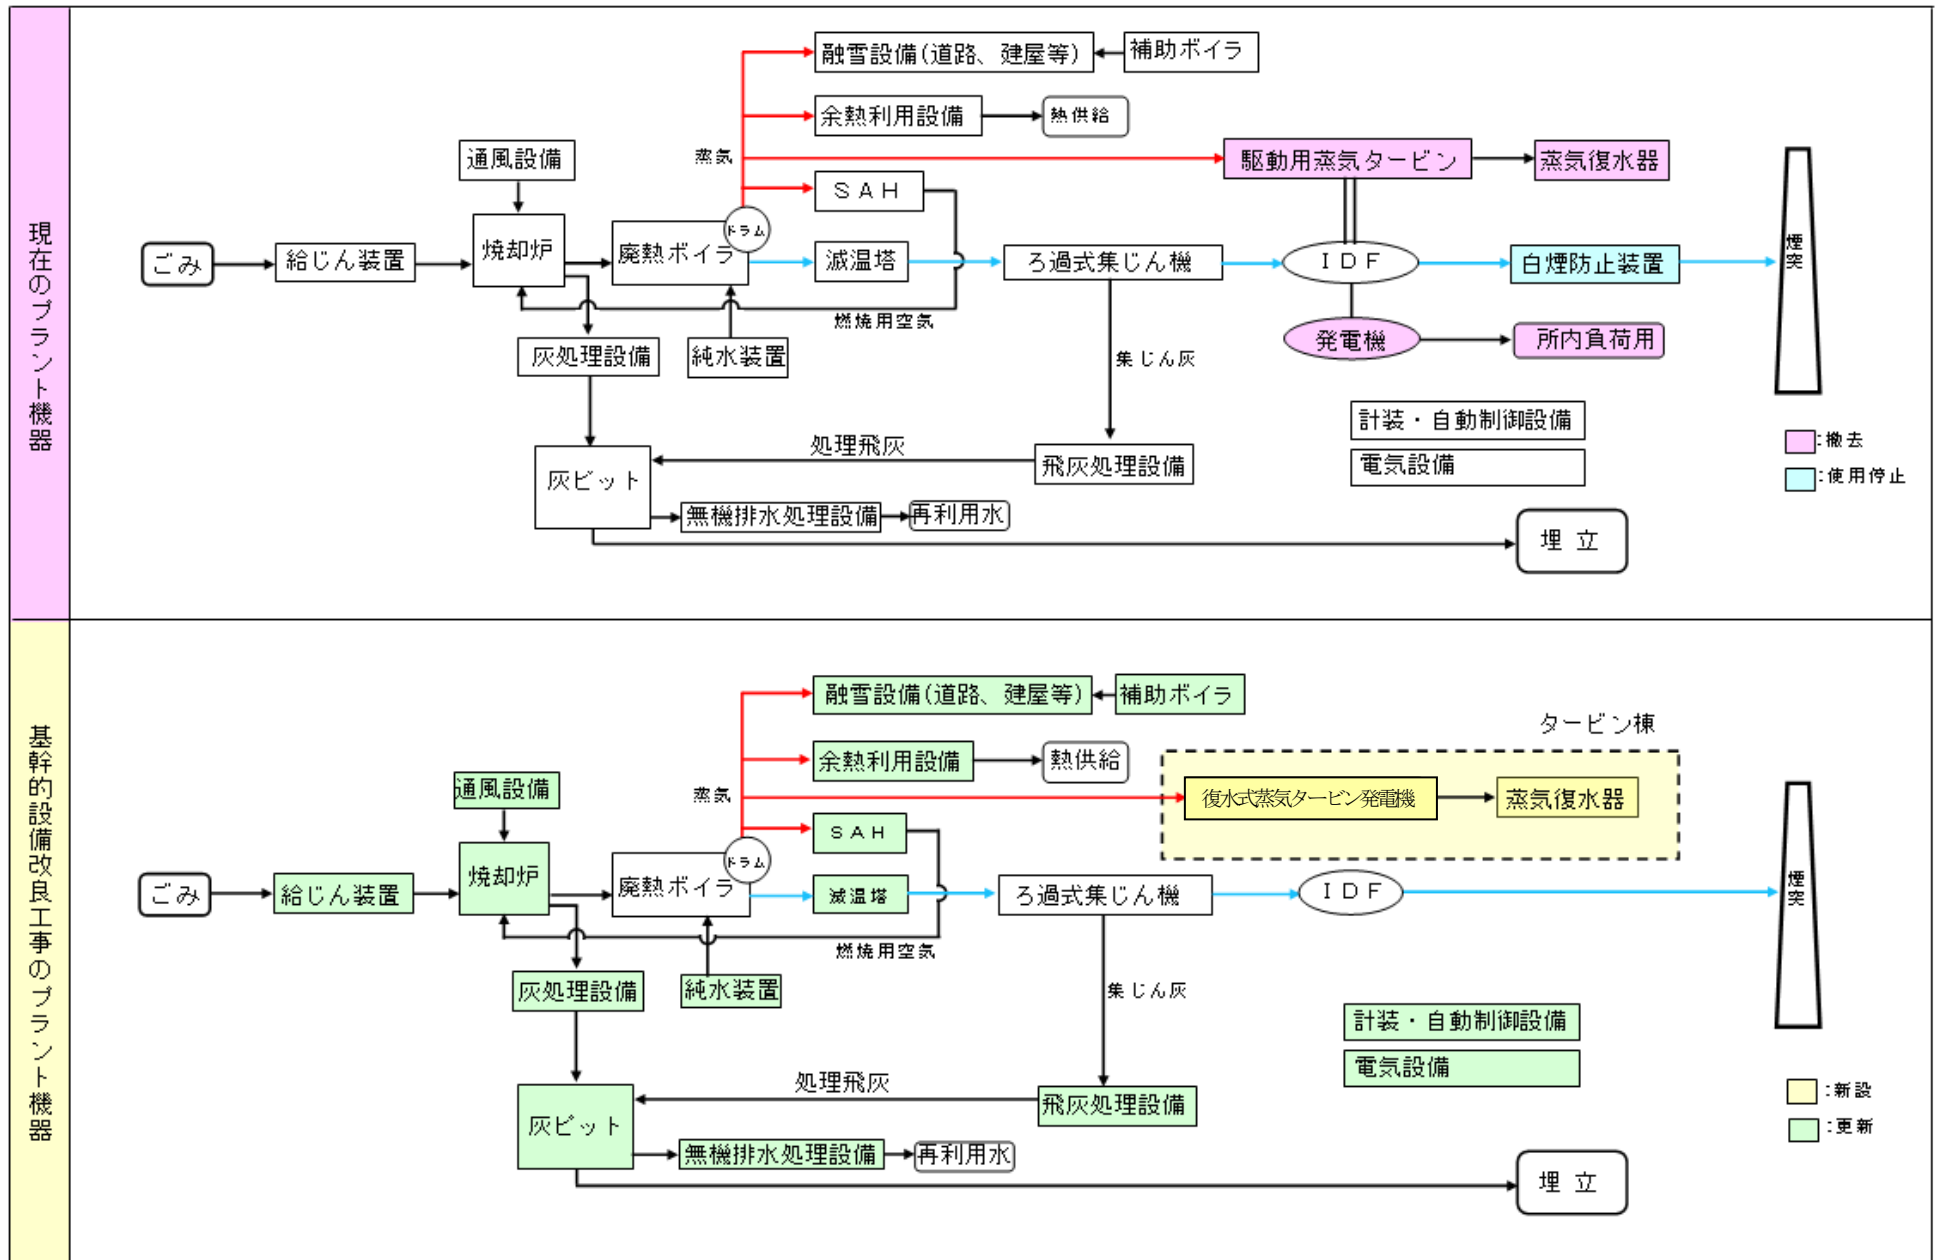 現在のプラント機器
融雪設備(道路、建屋等)
補助ボイラ
余熱利用設備
熱供給
通風設備
蒸気
駆動用蒸気タービン
蒸気復水器
SAH
ドラム
ごみ
給じん装置
焼却炉
廃熱ボイラ
減温塔
ろ過式集じん機
IDF
白煙防止装置
煙突
燃焼用空気
灰処理設備
純水装置
集じん灰
発電機
所内負荷用
計装・自動制御設備
電気設備
:撤去
:使用停止
処理飛灰
飛灰処理設備
灰ピット
無機排水処理設備
再利用水
埋立
基幹的設備改良工事のプラント機器
融雪設備(道路、建屋等)
補助ボイラ
タービン棟
余熱利用設備
熱供給
通風設備
蒸気
復水式蒸気タービン発電機
蒸気復水器
SAH
ドラム
ごみ
給じん装置
焼却炉
廃熱ボイラ
減温塔
ろ過式集じん機
IDF
煙突
燃焼用空気
灰処理設備
純水装置
集じん灰
計装・自動制御設備
電気設備
:新設
:更新
処理飛灰
飛灰処理設備
灰ピット
無機排水処理設備
再利用水
埋立